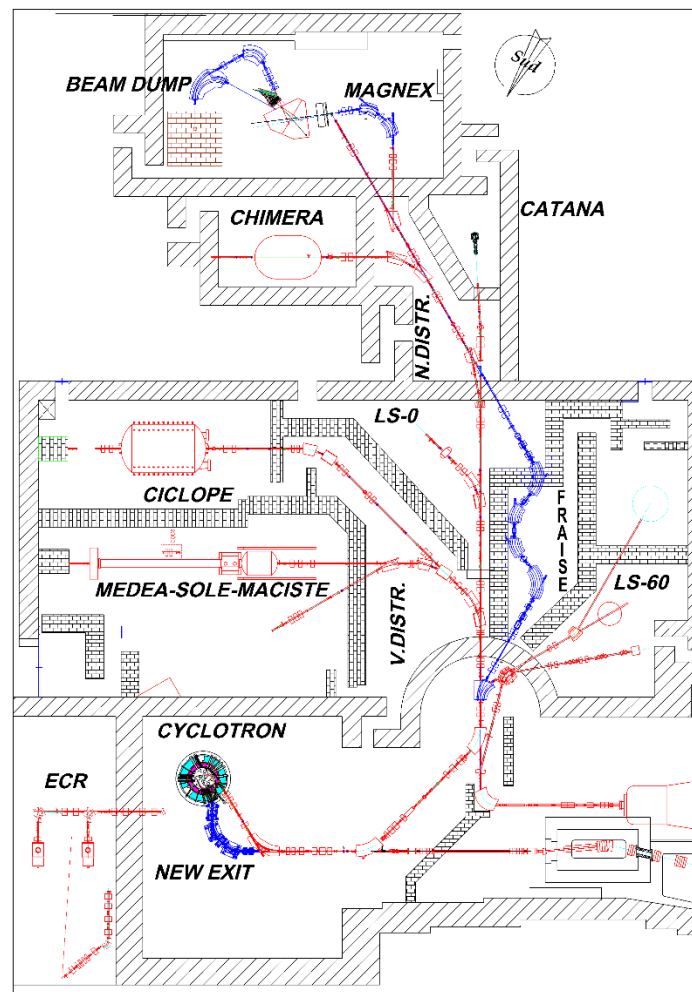 Sud
BEAM DUMP
MAGNEX
CATANA
CHIMERA
N.DISTR.
LS-0
CICLOPE
FRAISE
LS-60
MEDEA-SOLE-MACISTE
V.DISTR.
CYCLOTRON
ECR
NEW EXIT